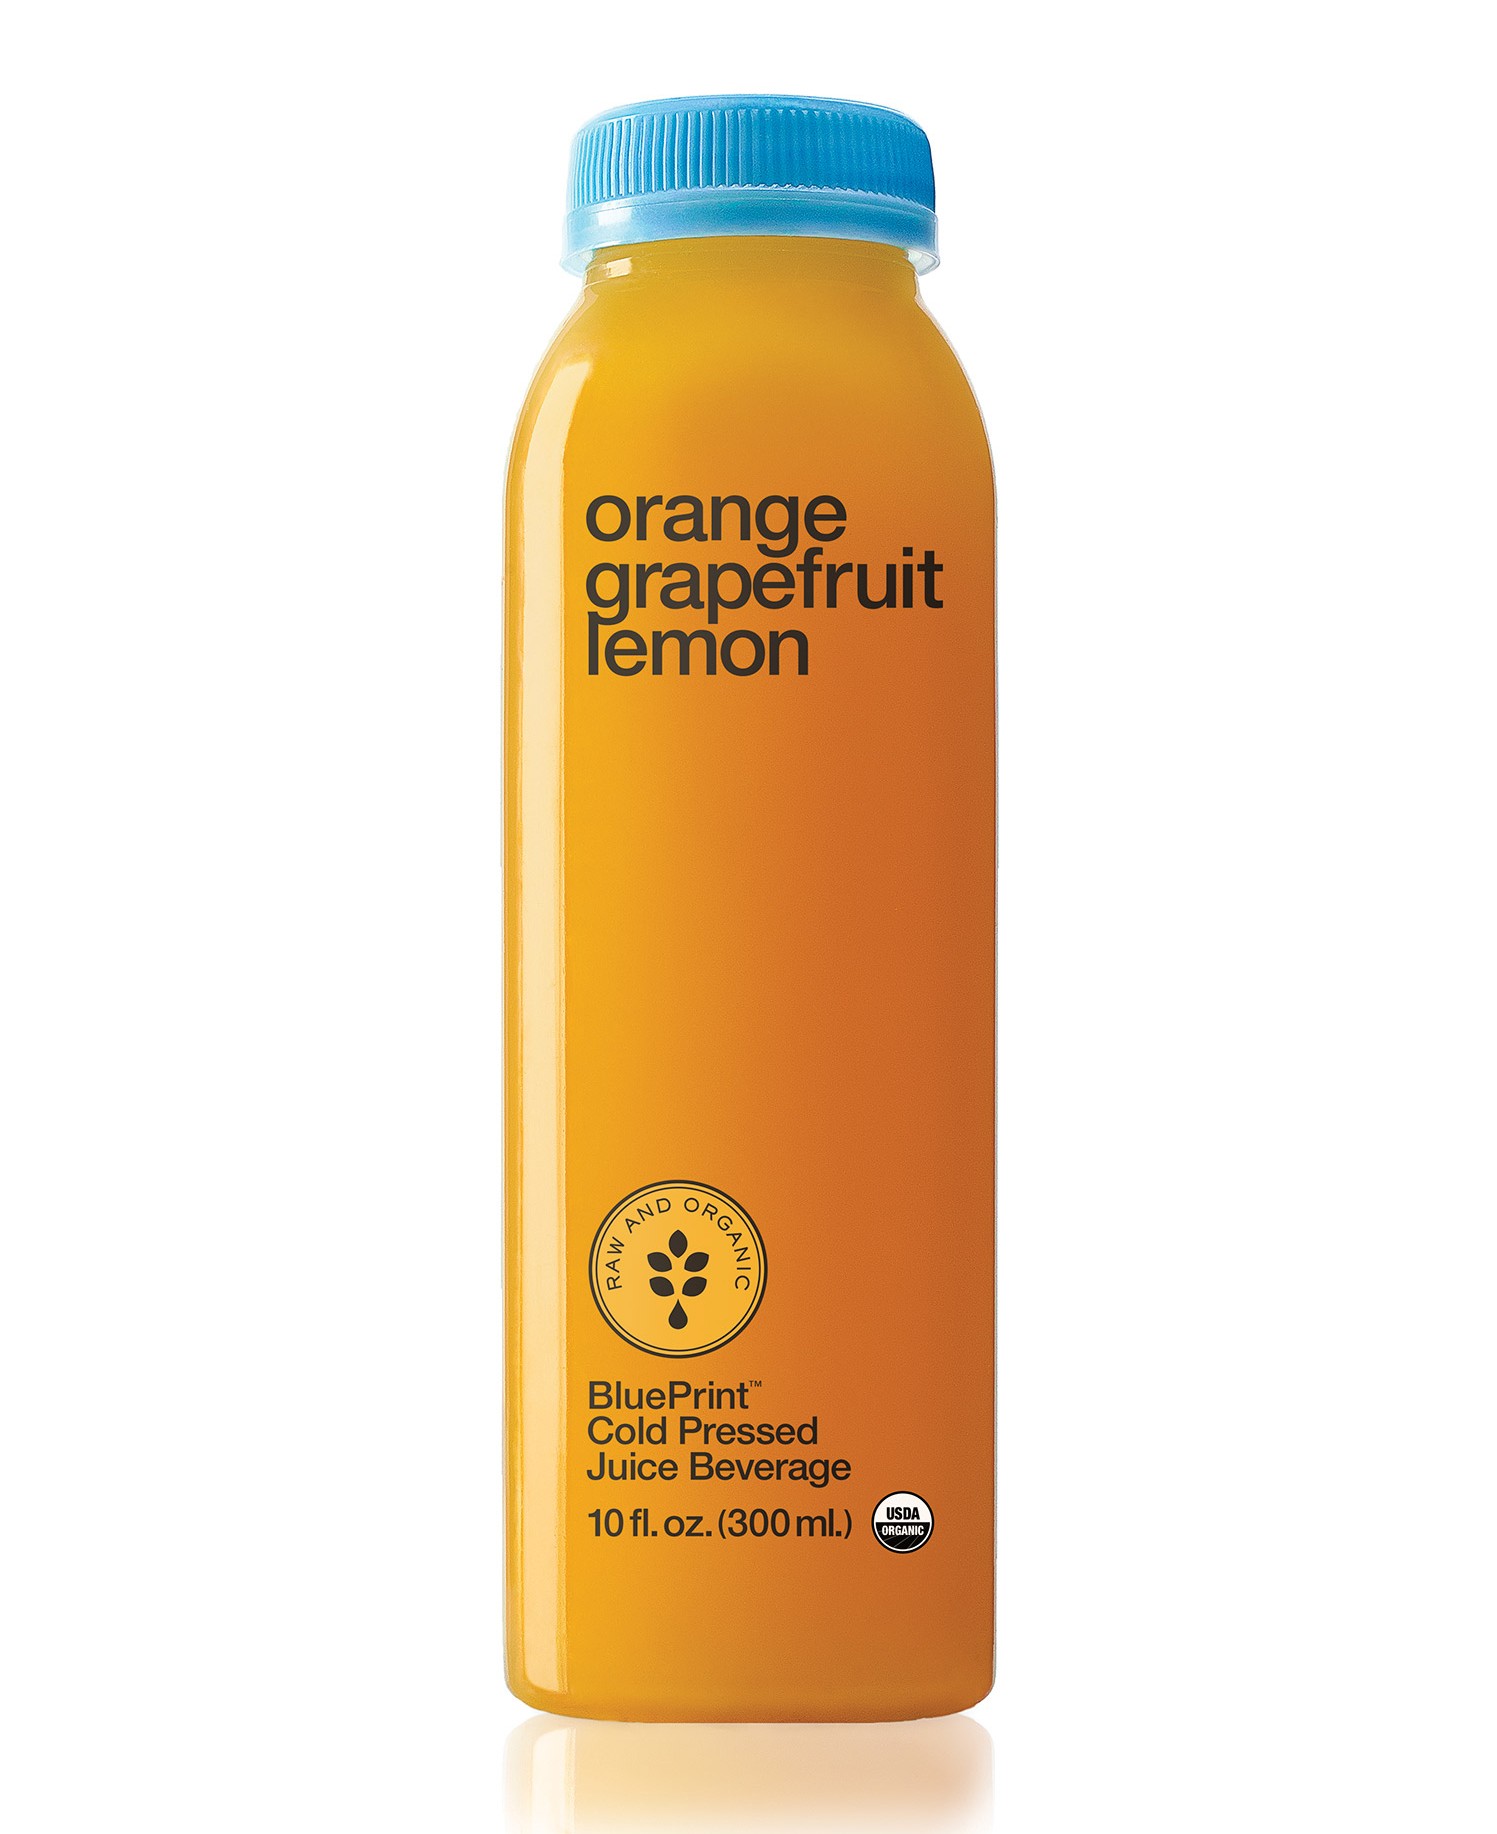 orange
grapefruit
lemon
RAW AND ORGANIC
BluePrint™
Cold Pressed
Juice Beverage
10 fl. oz. (300 ml.)
USDA
ORGANIC